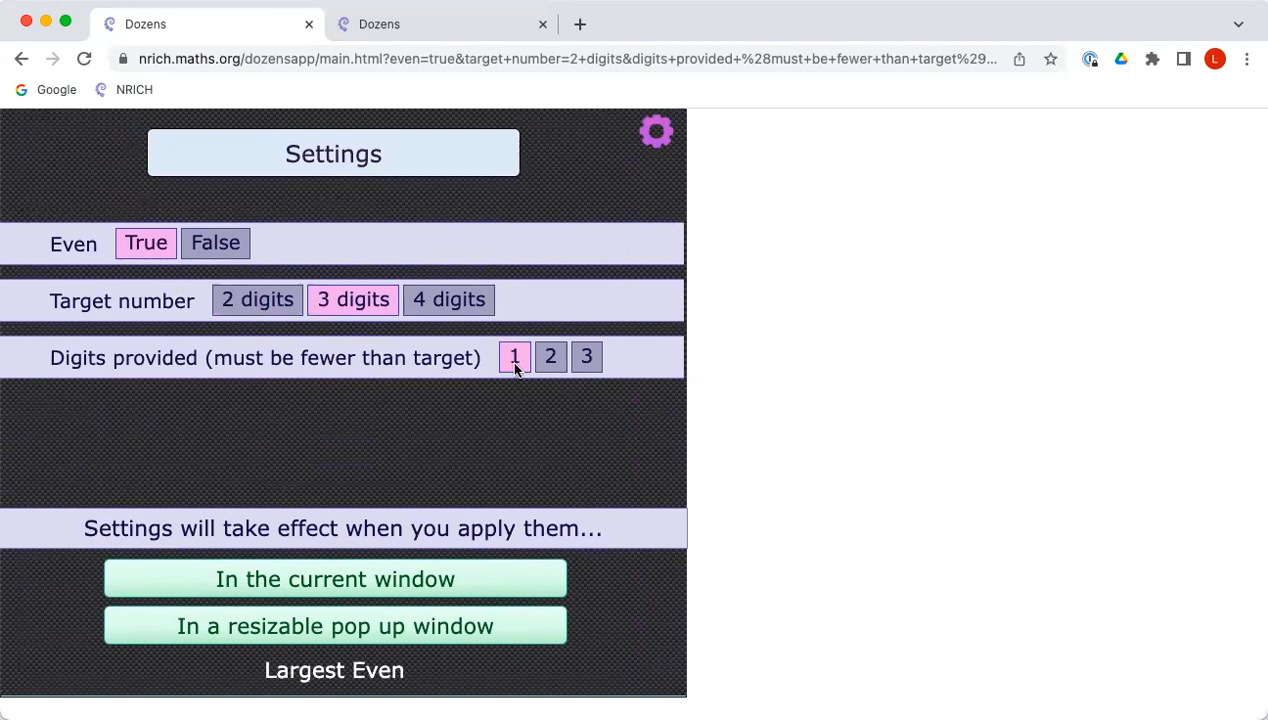 Dozens
Dozens
nrich.maths.org/dozensapp/main.html?even=true&target+number=2+digits&digits+provided+%28must+be+fewer+than+target%29...
L
Google
NRICH
Settings
Even True False
Target number 2 digits 3 digits 4 digits
Digits provided (must be fewer than target) 1 2 3
Settings will take effect when you apply them...
In the current window
In a resizable pop up window
Largest Even